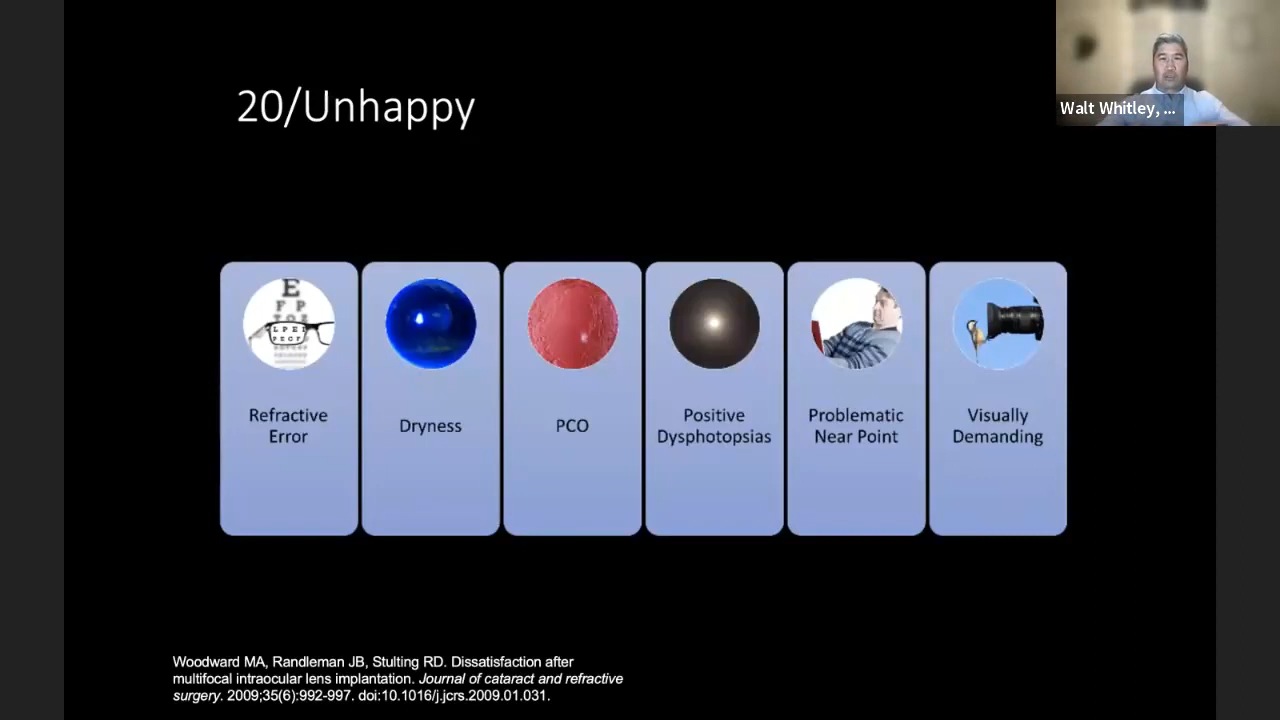 20/Unhappy
Walt Whitley, ...
E
F P
T O Z
L P E D
P E C F
Refractive
Error
Dryness
PCO
Positive
Dysphotopsias
Problematic
Near Point
Visually
Demanding
Woodward MA, Randleman JB, Stulting RD. Dissatisfaction after
multifocal intraocular lens implantation. Journal of cataract and refractive
surgery. 2009;35(6):992-997. doi:10.1016/j.jcrs.2009.01.031.